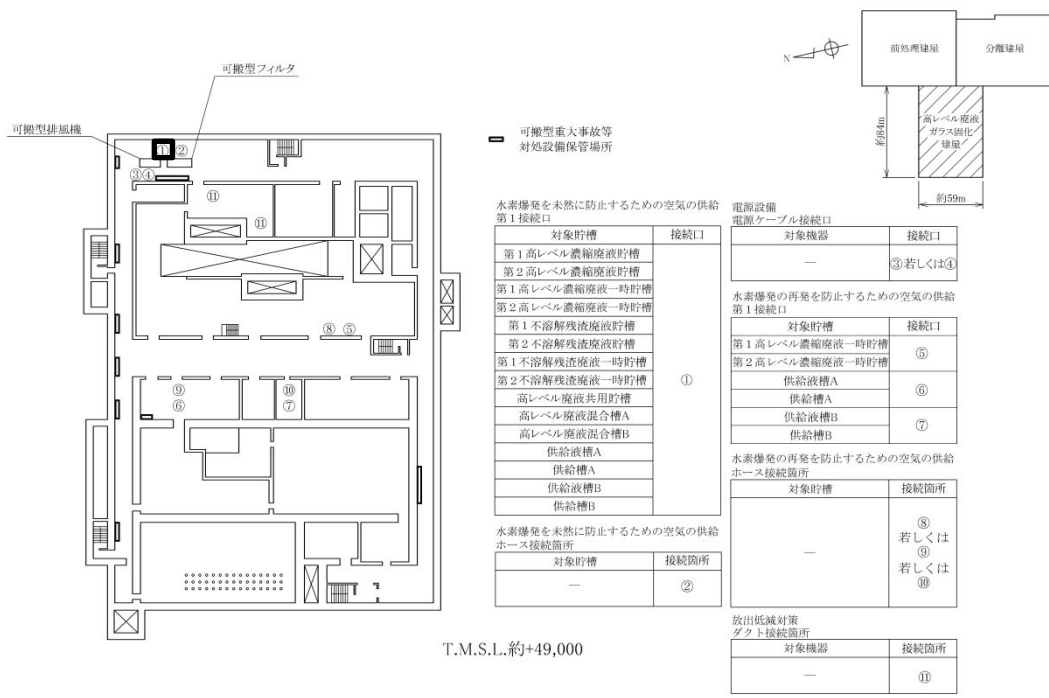 可搬型フィルタ
可搬型排風機
①
②
③④
⑪
⑪
⑧ ⑤
⑨
⑥
⑩
⑦
可搬型重大事故等
対処設備保管場所
N
前処理建屋
分離建屋
高レベル廃液
ガラス固化
建屋
約84m
約59m
水素爆発を未然に防止するための空気の供給
第1接続口
対象貯槽 接続口
第1高レベル濃縮廃液貯槽
第2高レベル濃縮廃液貯槽
第1高レベル濃縮廃液一時貯槽
第2高レベル濃縮廃液一時貯槽
第1不溶解残渣廃液貯槽
第2不溶解残渣廃液貯槽
第1不溶解残渣廃液一時貯槽
第2不溶解残渣廃液一時貯槽
①
高レベル廃液共用貯槽
高レベル廃液混合槽A
高レベル廃液混合槽B
供給液槽A
供給槽A
供給液槽B
供給槽B
水素爆発を未然に防止するための空気の供給
ホース接続箇所
対象貯槽 接続箇所
― ②
電源設備
電源ケーブル接続口
対象機器 接続口
― ③若しくは④
水素爆発の再発を防止するための空気の供給
第1接続口
対象貯槽 接続口
第1高レベル濃縮廃液一時貯槽
第2高レベル濃縮廃液一時貯槽
⑤
供給液槽A
供給槽A
⑥
供給液槽B
供給槽B
⑦
水素爆発の再発を防止するための空気の供給
ホース接続箇所
対象貯槽 接続箇所
―
⑧
若しくは
⑨
若しくは
⑩
放出低減対策
ダクト接続箇所
対象機器 接続箇所
― ⑪
T.M.S.L.約+49,000